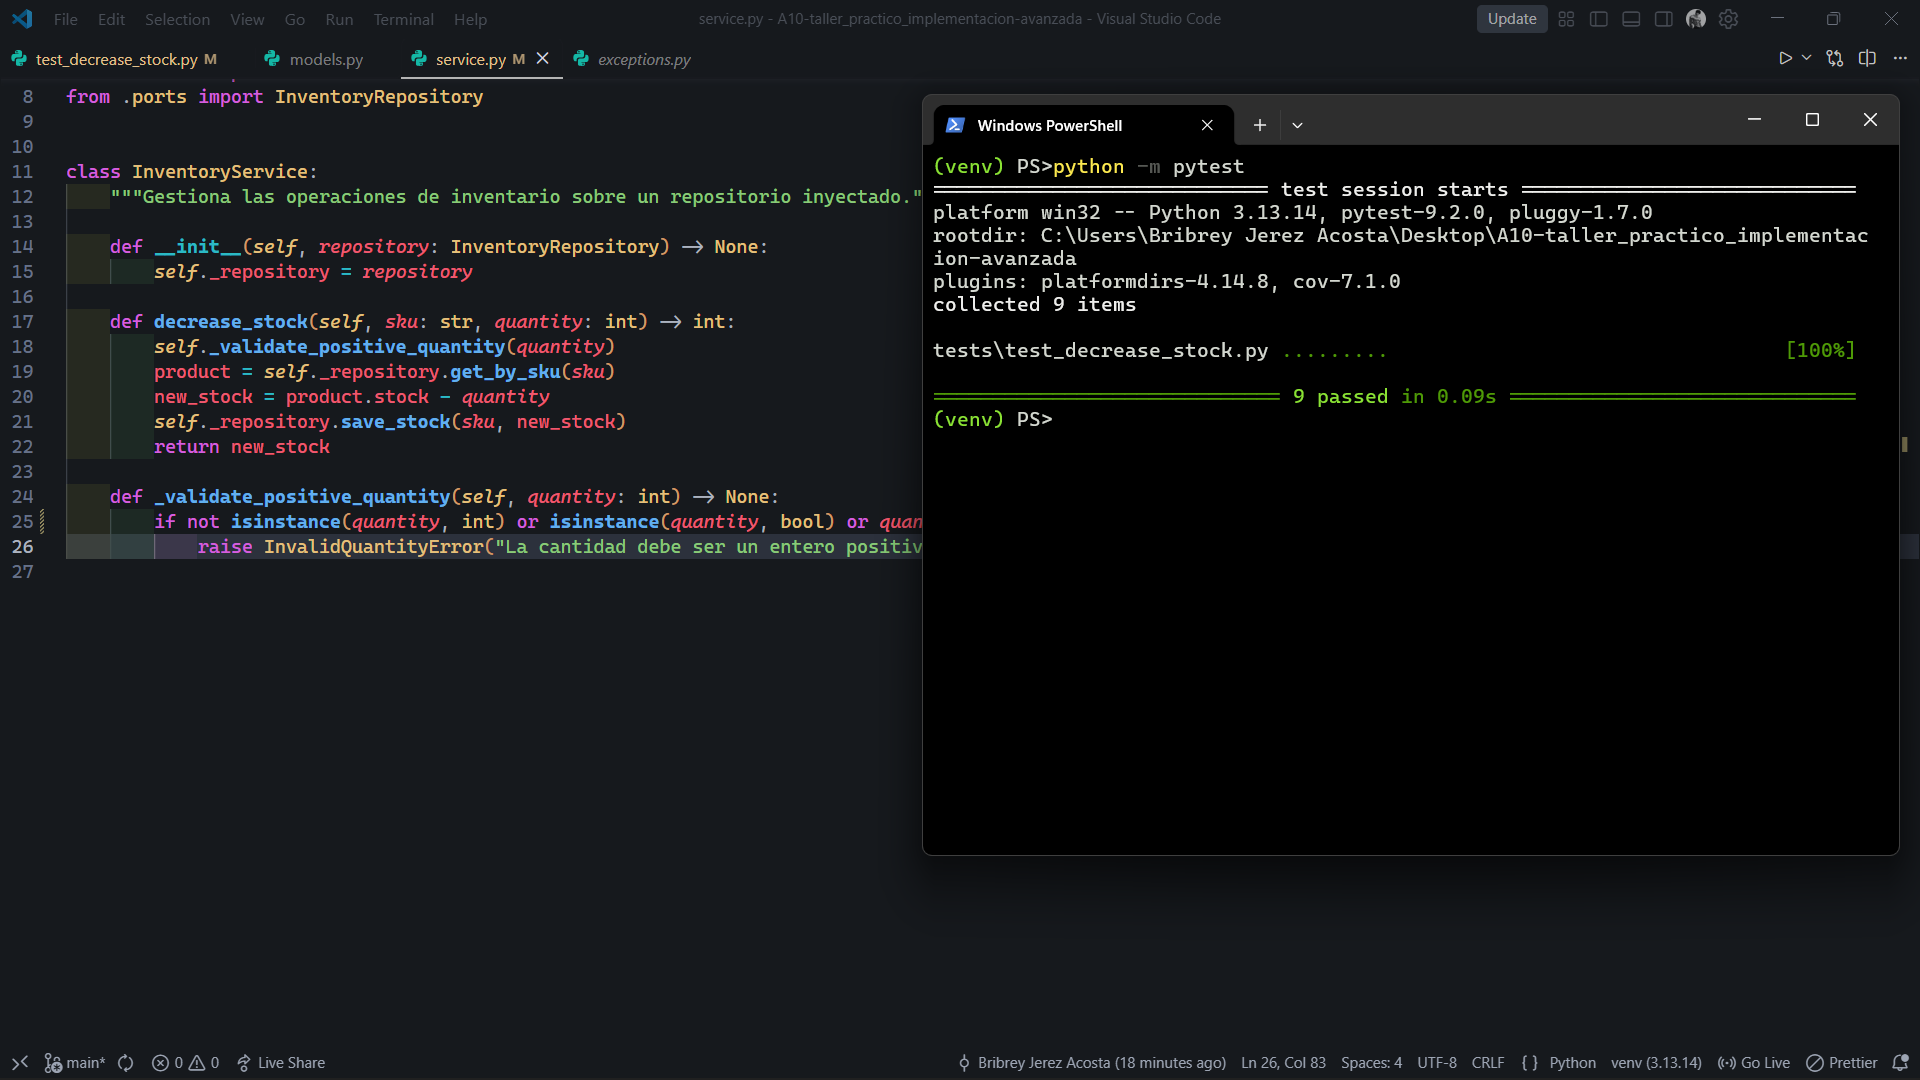 File Edit Selection View Go Run Terminal Help
service.py - A10-taller_practico_implementacion-avanzada - Visual Studio Code
Update
test_decrease_stock.py M
models.py
service.py M
exceptions.py
8 from .ports import InventoryRepository
9
10
11 class InventoryService:
12 """Gestiona las operaciones de inventario sobre un repositorio inyectado."
13
14 def __init__(self, repository: InventoryRepository) -> None:
15 self._repository = repository
16
17 def decrease_stock(self, sku: str, quantity: int) -> int:
18 self._validate_positive_quantity(quantity)
19 product = self._repository.get_by_sku(sku)
20 new_stock = product.stock - quantity
21 self._repository.save_stock(sku, new_stock)
22 return new_stock
23
24 def _validate_positive_quantity(self, quantity: int) -> None:
25 if not isinstance(quantity, int) or isinstance(quantity, bool) or quan
26 raise InvalidQuantityError("La cantidad debe ser un entero positiv
27
Windows PowerShell
(venv) PS>python -m pytest
============================ test session starts ============================
platform win32 -- Python 3.13.14, pytest-9.2.0, pluggy-1.7.0
rootdir: C:\Users\Bribrey Jerez Acosta\Desktop\A10-taller_practico_implementac
ion-avanzada
plugins: platformdirs-4.14.8, cov-7.1.0
collected 9 items
tests\test_decrease_stock.py ......... [100%]
============================= 9 passed in 0.09s =============================
(venv) PS>
main* 0 0 Live Share
Bribrey Jerez Acosta (18 minutes ago) Ln 26, Col 83 Spaces: 4 UTF-8 CRLF { } Python venv (3.13.14) Go Live Prettier